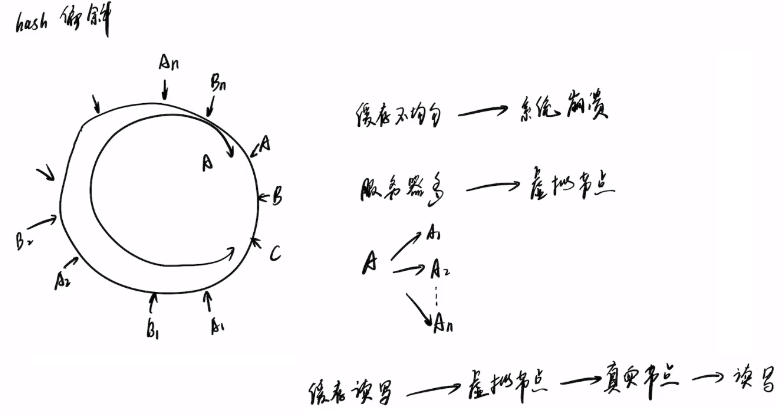 hash 偏斜
An
Bn
A
A
B
C
B2
A2
B1
A1
缓存不均匀 → 系统崩溃
服务器多 → 虚拟节点
A
A1
A2
An
缓存读写 → 虚拟节点 → 真实节点 → 读写